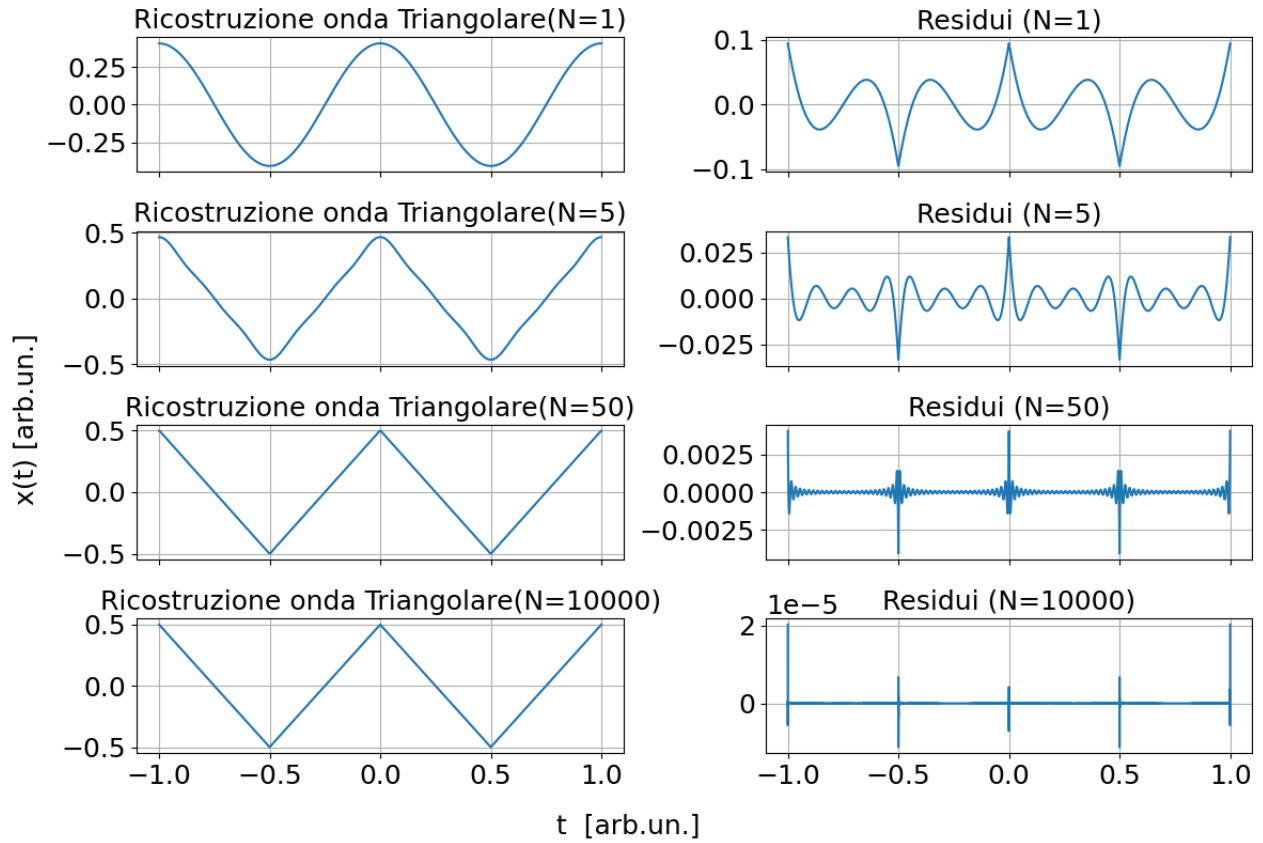 Ricostruzione onda Triangolare(N=1)
0.25
0.00
−0.25
Residui (N=1)
0.1
0.0
−0.1
Ricostruzione onda Triangolare(N=5)
0.5
0.0
−0.5
Residui (N=5)
0.025
0.000
−0.025
x(t) [arb.un.]
Ricostruzione onda Triangolare(N=50)
0.5
0.0
−0.5
Residui (N=50)
0.0025
0.0000
−0.0025
Ricostruzione onda Triangolare(N=10000)
0.5
0.0
−0.5
−1.0 −0.5 0.0 0.5 1.0
1e−5 Residui (N=10000)
2
0
−1.0 −0.5 0.0 0.5 1.0
t [arb.un.]